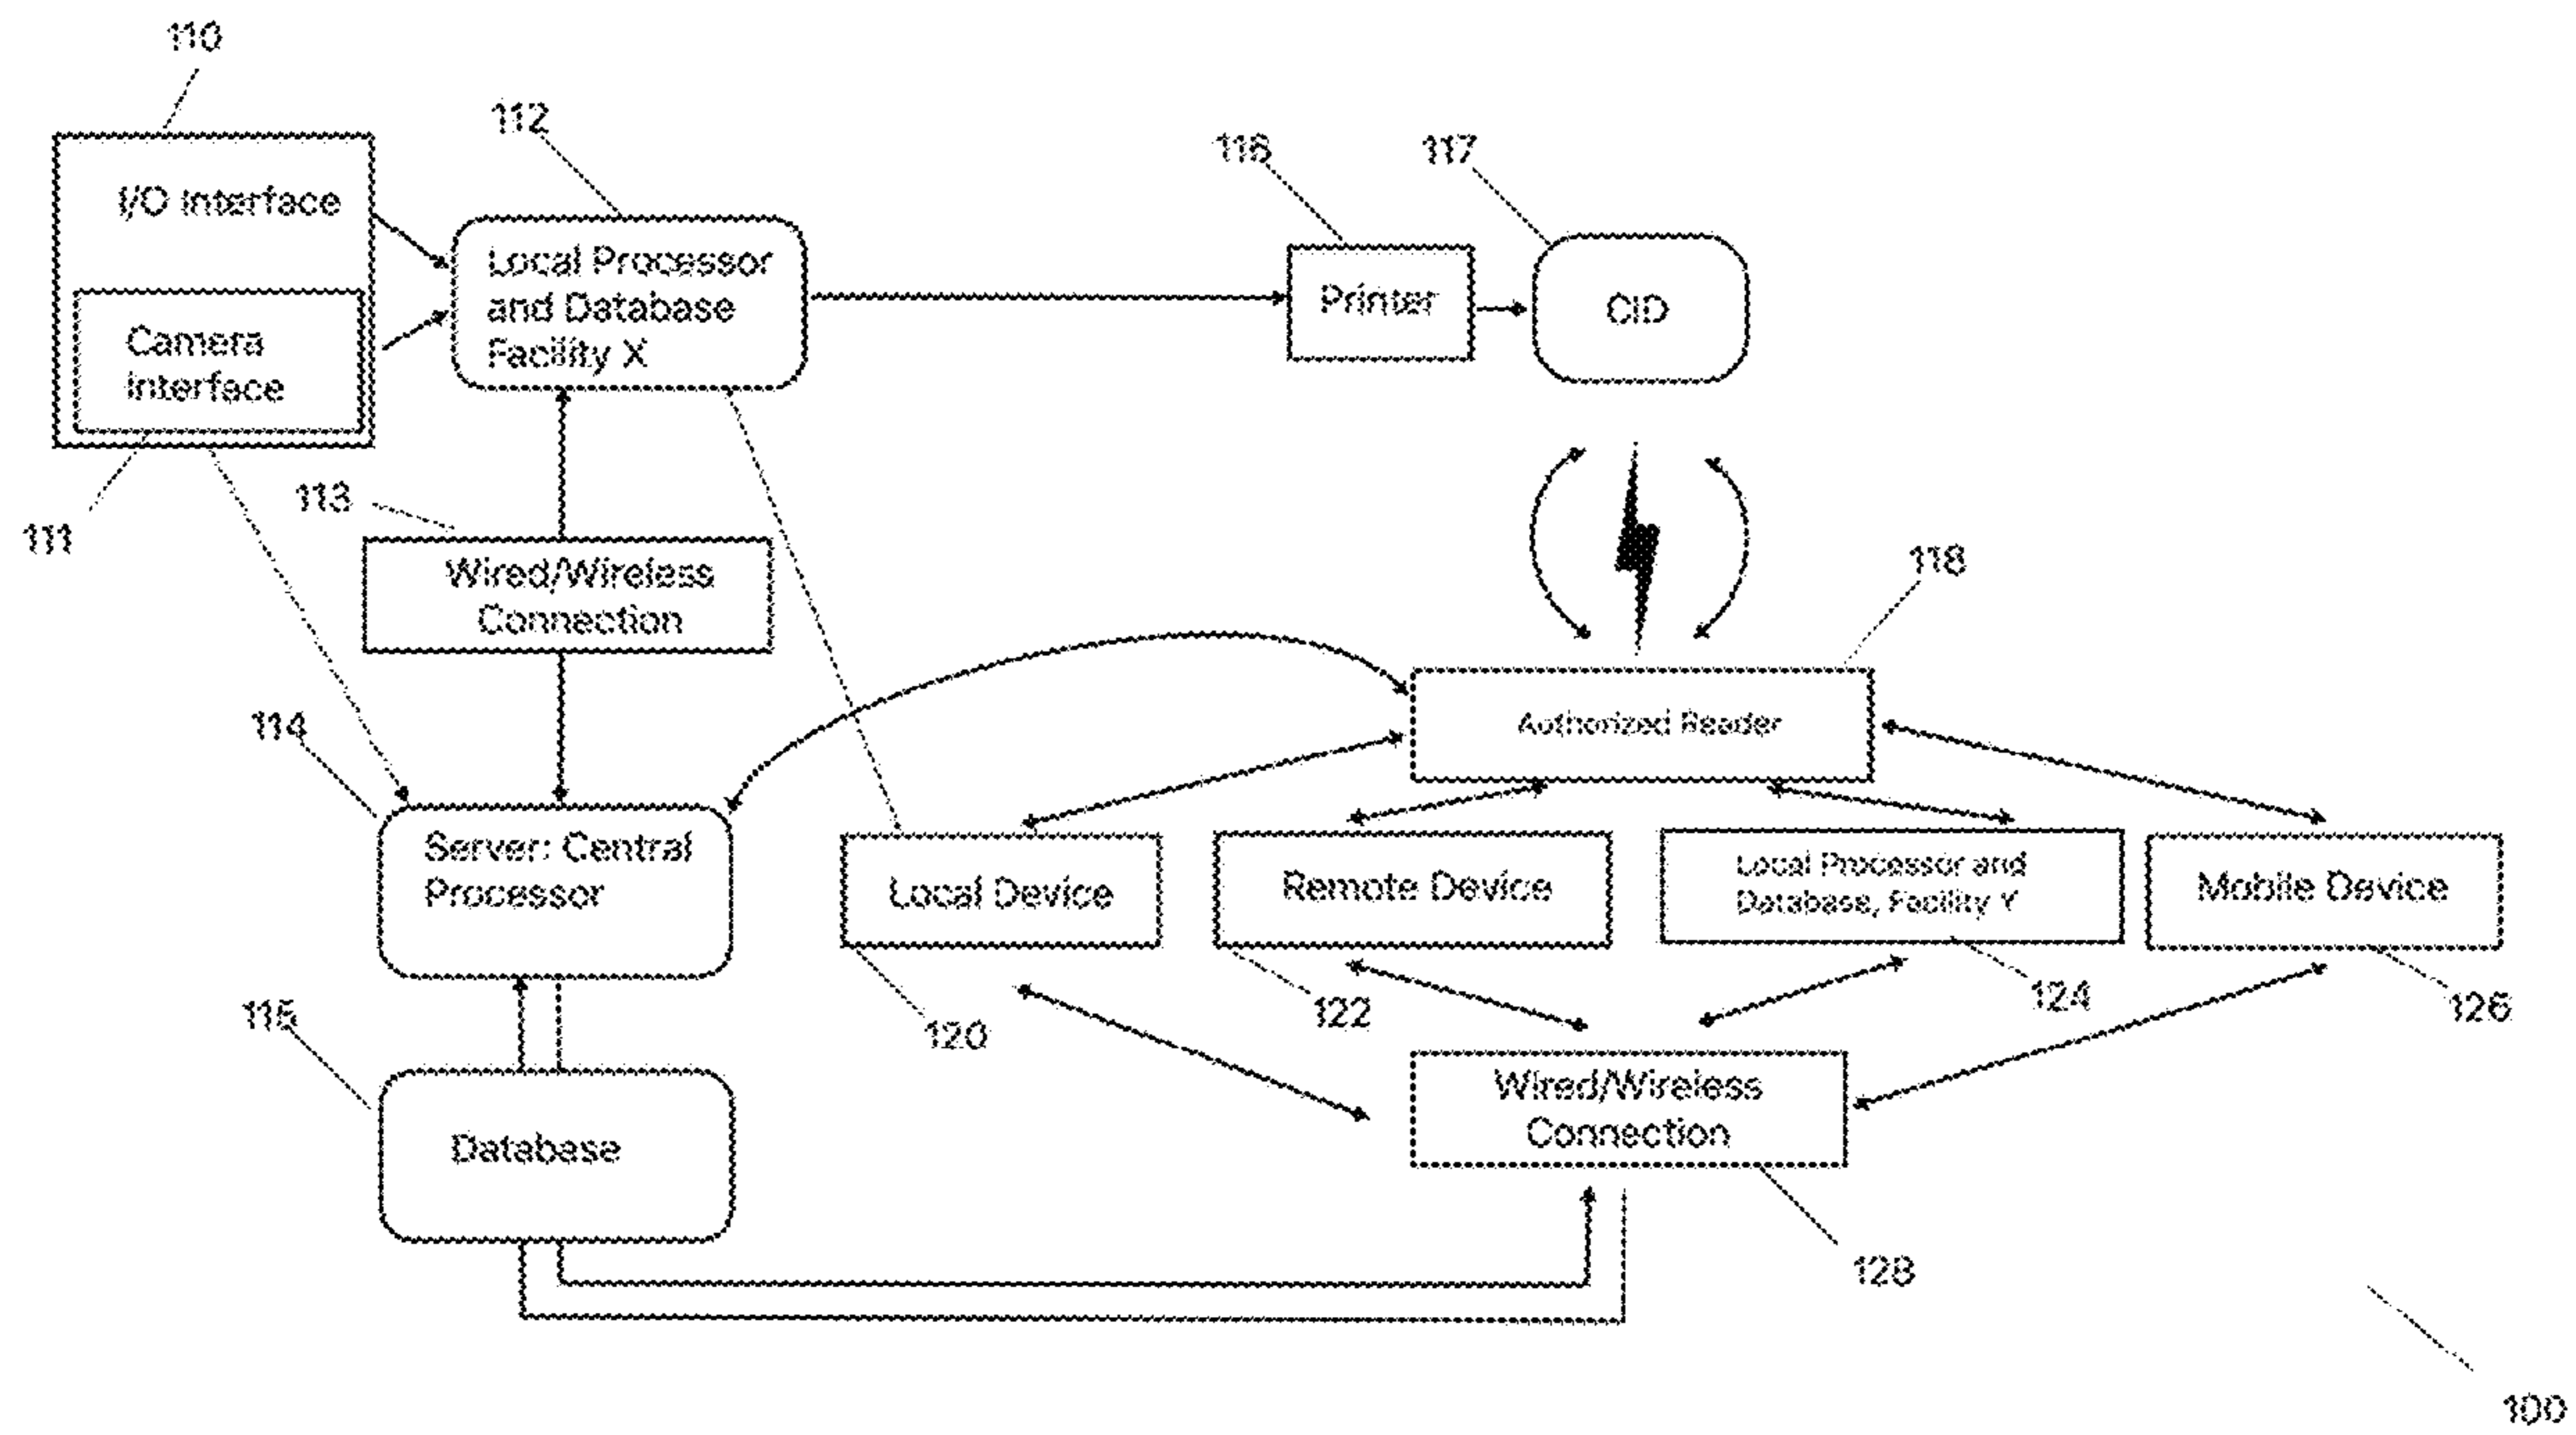 110
112
116
117
I/O Interface
Local Processor
and Database
Facility X
Printer
CID
Camera
Interface
113
111
Wired/Wireless
Connection
118
114
Authorized Reader
Server: Central
Processor
Local Device
Remote Device
Local Processor and
Database, Facility Y
Mobile Device
115
120
122
124
126
Database
Wired/Wireless
Connection
128
100